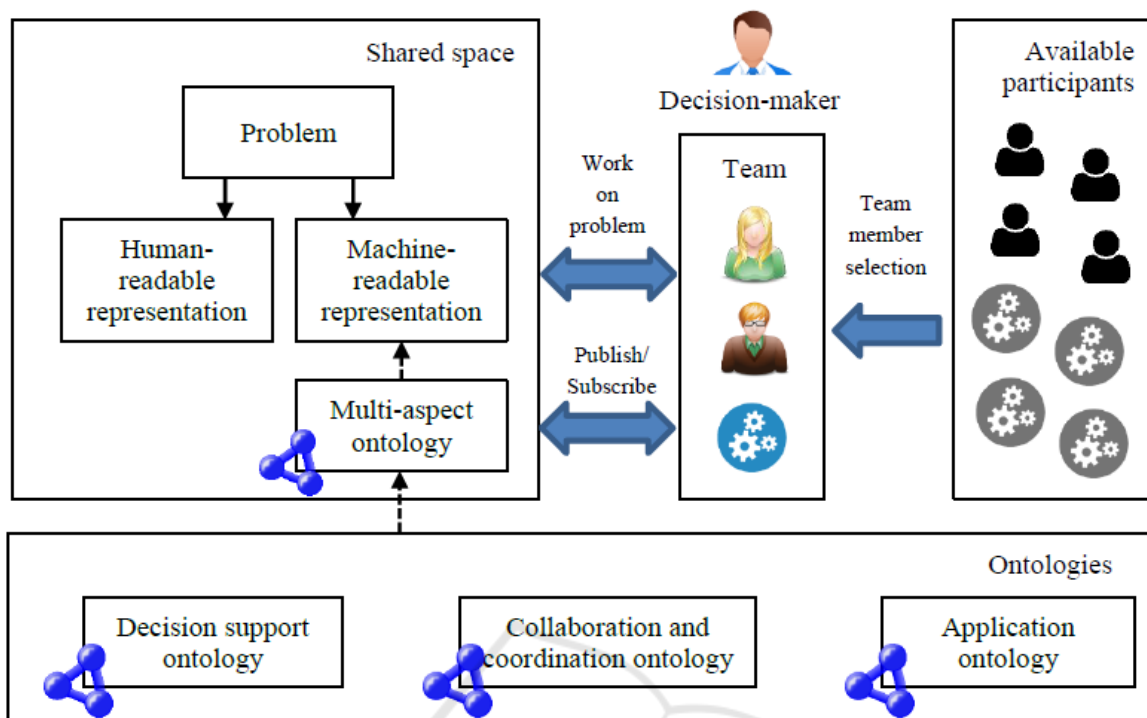 Shared space
Problem
Human-
readable
representation
Machine-
readable
representation
Multi-aspect
ontology
Decision-maker
Work
on
problem
Publish/
Subscribe
Team
Team
member
selection
Available
participants
Ontologies
Decision support
ontology
Collaboration and
coordination ontology
Application
ontology